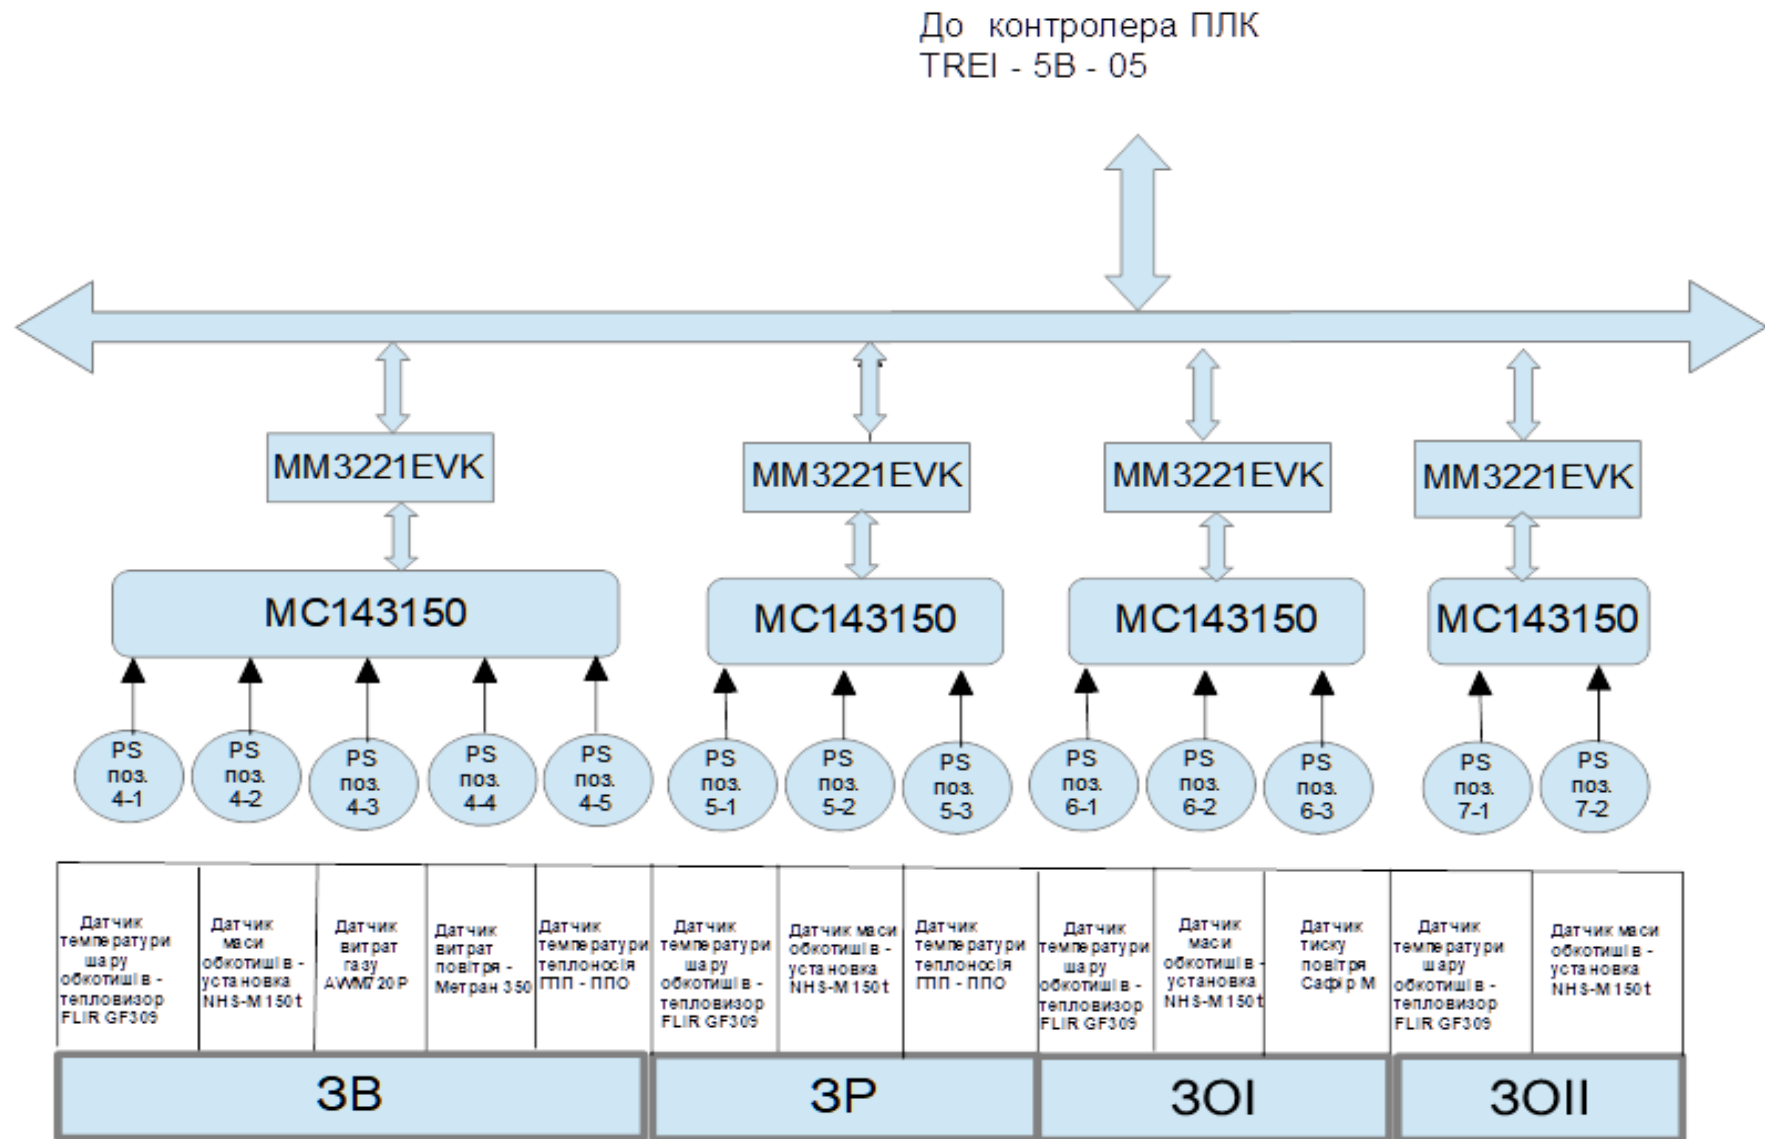 До контролера ПЛК
TREI - 5B - 05
MM3221EVK
MM3221EVK
MM3221EVK
MM3221EVK
MC143150
MC143150
MC143150
MC143150
PS
поз.
4-1
PS
поз.
4-2
PS
поз.
4-3
PS
поз.
4-4
PS
поз.
4-5
PS
поз.
5-1
PS
поз.
5-2
PS
поз.
5-3
PS
поз.
6-1
PS
поз.
6-2
PS
поз.
6-3
PS
поз.
7-1
PS
поз.
7-2
Датчик
температури
шару
обкотишів -
тепловизор
FLIR GF309
Датчик
маси
обкотишів -
установка
NHS-M150t
Датчик
витрат
газу
AWM720P
Датчик
витрат
повітря -
Метран 350
Датчик
температури
теплоносія
ГПП - ППО
Датчик
температури
шару
обкотишів -
тепловизор
FLIR GF309
Датчик маси
обкотишів -
установка
NHS-M150t
Датчик
температури
теплоносія
ГПП - ППО
Датчик
температури
шару
обкотишів -
тепловизор
FLIR GF309
Датчик
маси
обкотишів -
установка
NHS-M150t
Датчик
тиску
повітря
Сафір М
Датчик
температури
шару
обкотишів -
тепловизор
FLIR GF309
Датчик маси
обкотишів -
установка
NHS-M150t
ЗВ
ЗР
ЗОІ
ЗОІІ